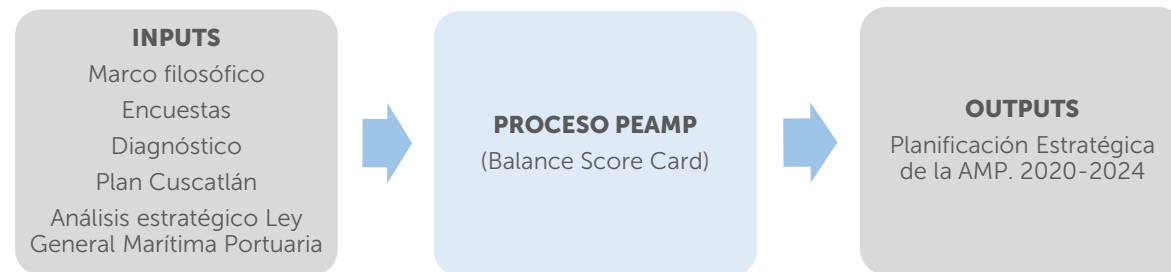 INPUTS
Marco filosófico
Encuestas
Diagnóstico
Plan Cuscatlán
Análisis estratégico Ley
General Marítima Portuaria
PROCESO PEAMP
(Balance Score Card)
OUTPUTS
Planificación Estratégica
de la AMP. 2020-2024